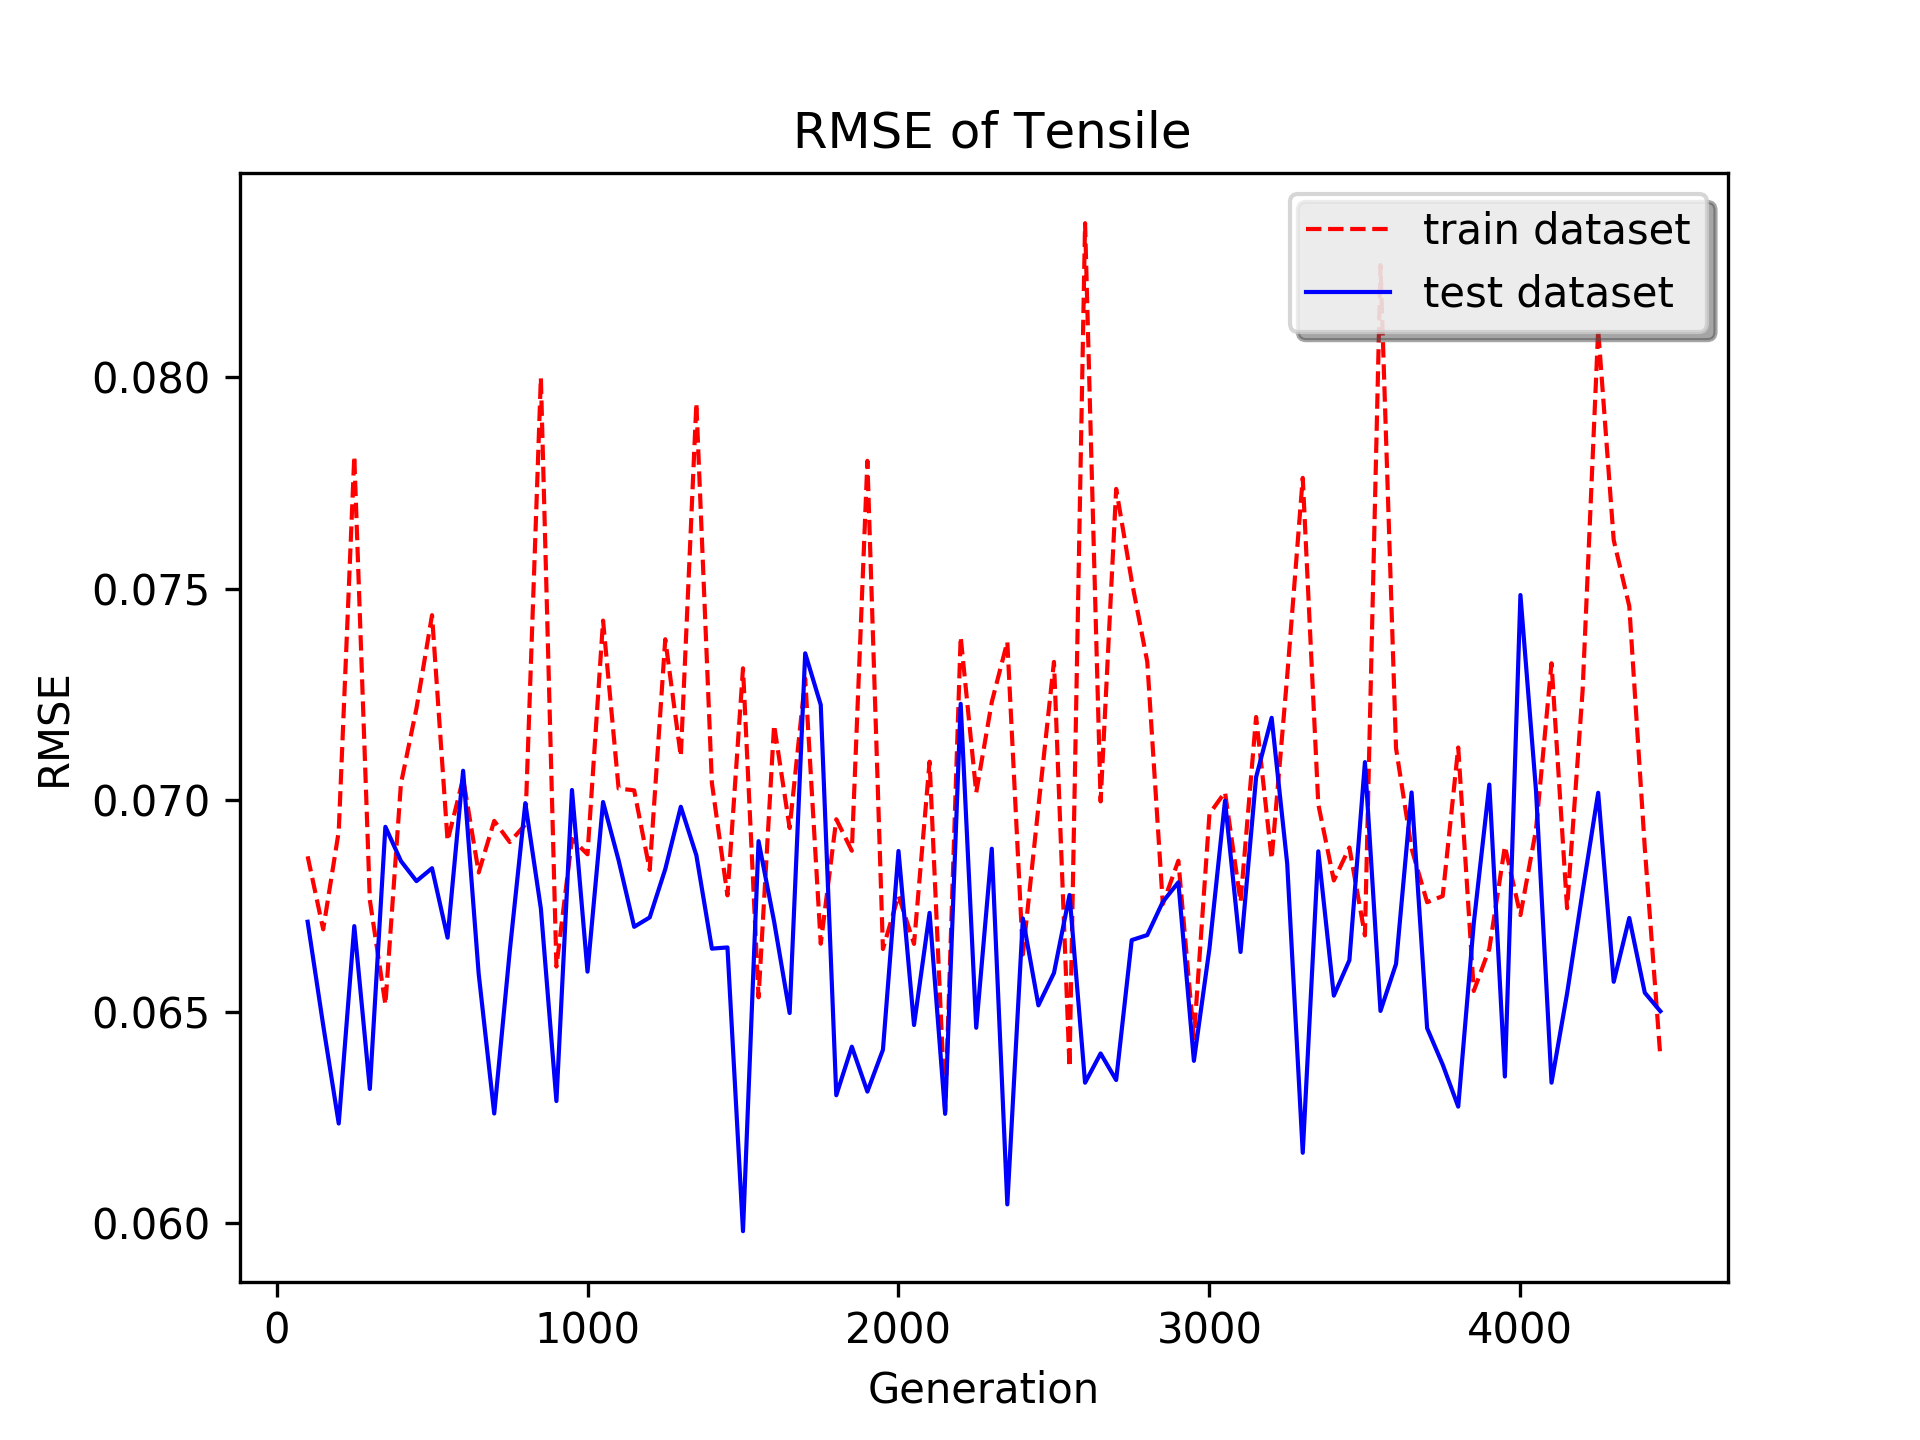 RMSE of Tensile
train dataset
test dataset
0.080
0.075
0.070
0.065
0.060
RMSE
0 1000 2000 3000 4000
Generation